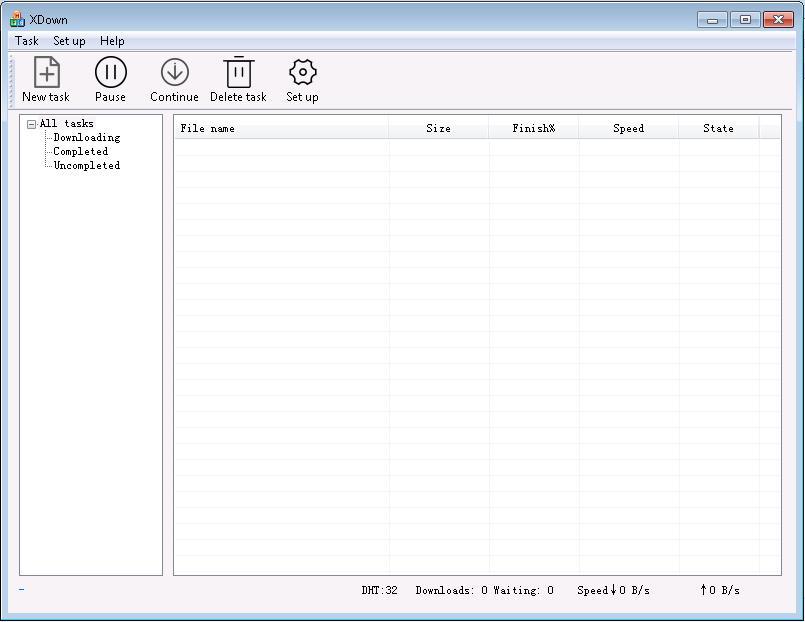 XDown
Task Set up Help
New task Pause Continue Delete task Set up
All tasks
Downloading
Completed
Uncompleted
File name Size Finish% Speed State
DHT:32 Downloads: 0 Waiting: 0 Speed↓0 B/s ↑0 B/s